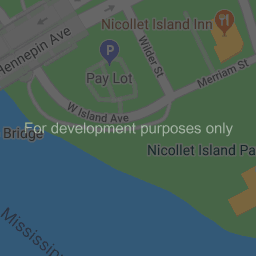 Nicollet Island Inn
Hennepin Ave
Wilder St
P
Pay Lot
Merriam St
W Island Ave
For development purposes only
Bridge
Nicollet Island Pa
Mississip